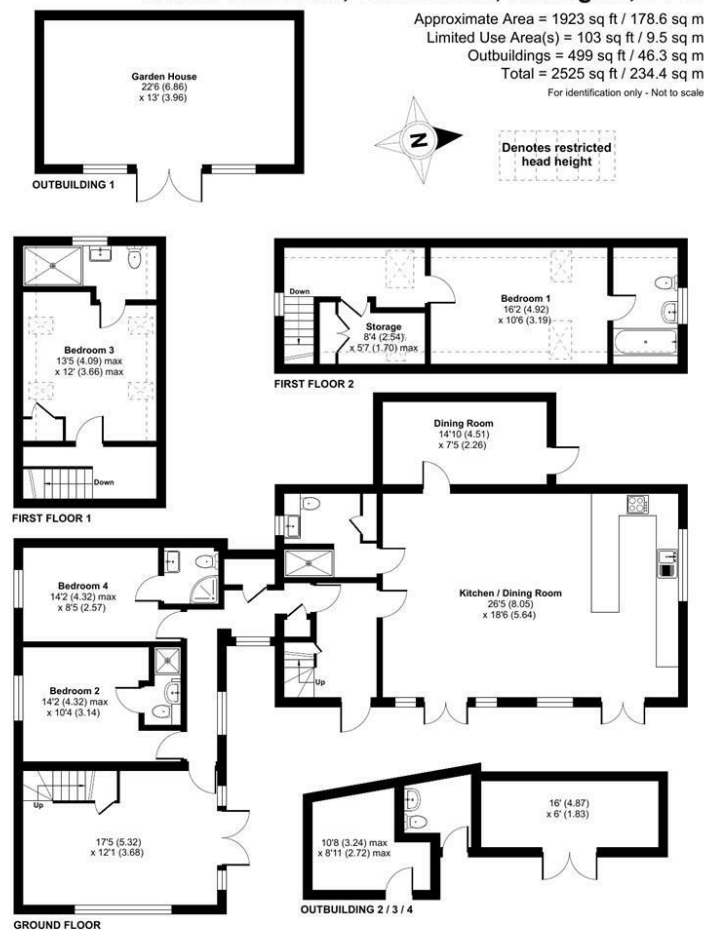 Approximate Area = 1923 sq ft / 178.6 sq m
Limited Use Area(s) = 103 sq ft / 9.5 sq m
Outbuildings = 499 sq ft / 46.3 sq m
Total = 2525 sq ft / 234.4 sq m
For identification only - Not to scale
Garden House
22'6 (6.86)
x 13' (3.96)
OUTBUILDING 1
N
Denotes restricted
head height
Bedroom 3
13'5 (4.09) max
x 12' (3.66) max
Down
FIRST FLOOR 1
Down
Storage
8'4 (2.54)
x 5'7 (1.70) max
Bedroom 1
16'2 (4.92)
x 10'6 (3.19)
FIRST FLOOR 2
Dining Room
14'10 (4.51)
x 7'5 (2.26)
Kitchen / Dining Room
26'5 (8.05)
x 18'6 (5.64)
Up
Bedroom 4
14'2 (4.32) max
x 8'5 (2.57)
Bedroom 2
14'2 (4.32) max
x 10'4 (3.14)
Up
17'5 (5.32)
x 12'1 (3.68)
GROUND FLOOR
10'8 (3.24) max
x 8'11 (2.72) max
16' (4.87)
x 6' (1.83)
OUTBUILDING 2 / 3 / 4